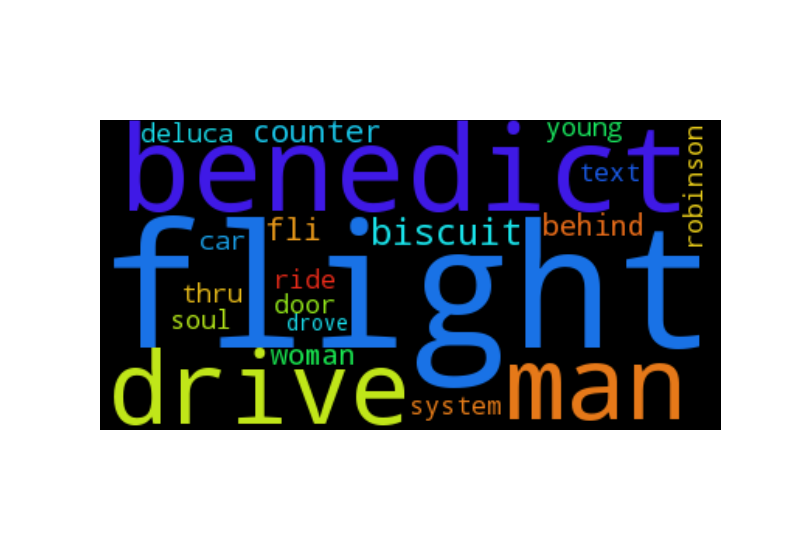 deluca counter young
benedict
text
robinson
flight
car
fli
biscuit
behind
thru
ride
soul
door
drove
woman
drive
system
man